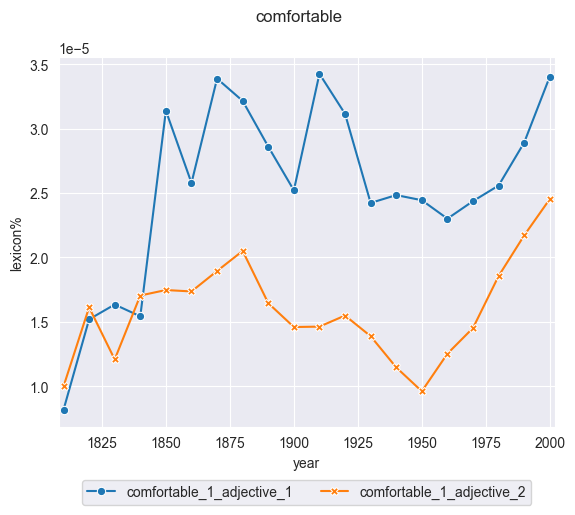 comfortable
1e−5
3.5
3.0
2.5
2.0
1.5
1.0
lexicon%
1825 1850 1875 1900 1925 1950 1975 2000
year
comfortable_1_adjective_1 comfortable_1_adjective_2